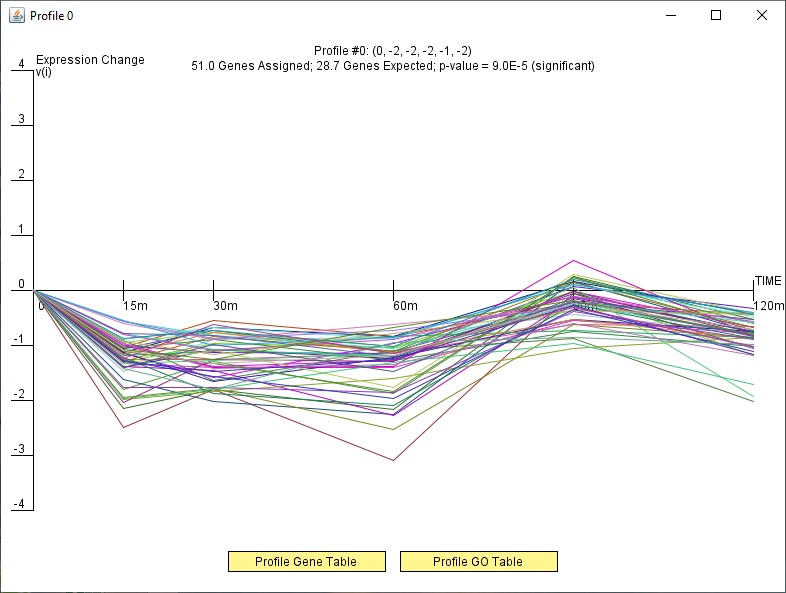 Profile 0
Profile #0: (0, -2, -2, -2, -1, -2)
51.0 Genes Assigned; 28.7 Genes Expected; p-value = 9.0E-5 (significant)
Expression Change
v(i)
4
3
2
1
0
-1
-2
-3
-4
TIME
0
15m
30m
60m
120m
Profile Gene Table
Profile GO Table